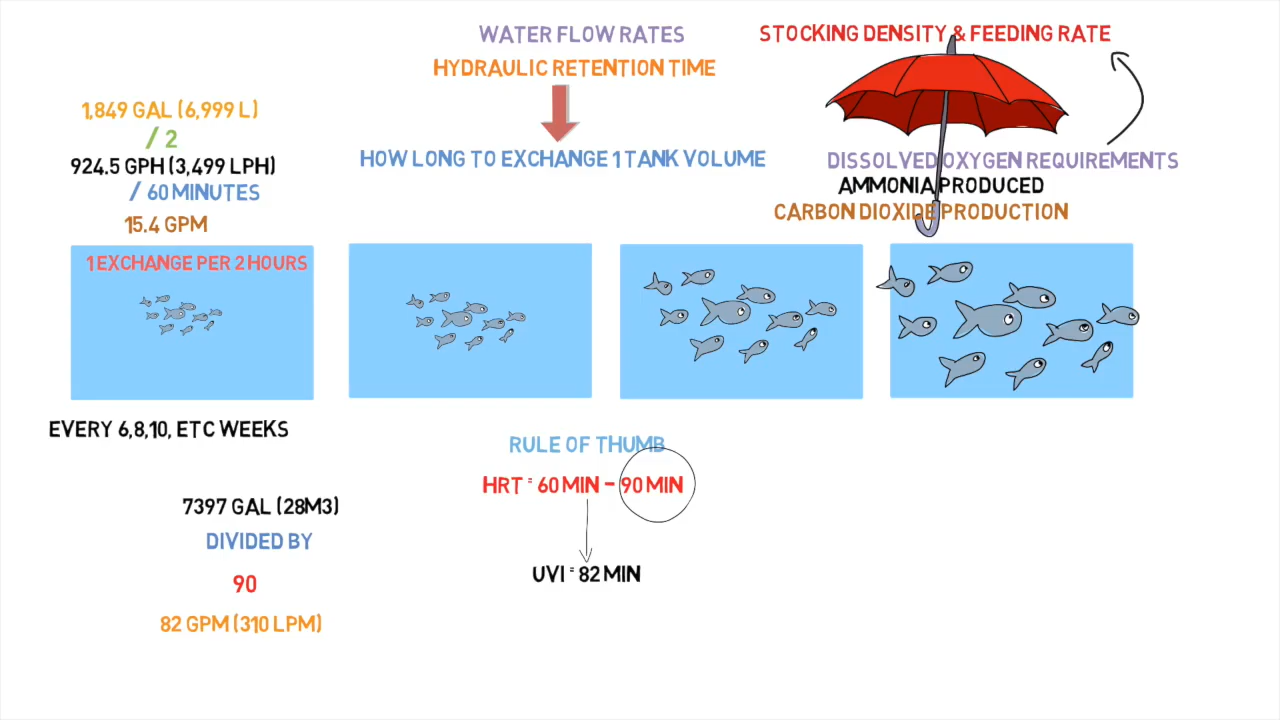 WATER FLOW RATES
HYDRAULIC RETENTION TIME
HOW LONG TO EXCHANGE 1 TANK VOLUME
STOCKING DENSITY & FEEDING RATE
DISSOLVED OXYGEN REQUIREMENTS
AMMONIA PRODUCED
CARBON DIOXIDE PRODUCTION
1,849 GAL (6,999 L)
/ 2
924.5 GPH (3,499 LPH)
/ 60 MINUTES
15.4 GPM
1 EXCHANGE PER 2 HOURS
EVERY 6,8,10, ETC WEEKS
7397 GAL (28M3)
DIVIDED BY
90
82 GPM (310 LPM)
RULE OF THUMB
HRT = 60 MIN - 90 MIN
UVI = 82 MIN